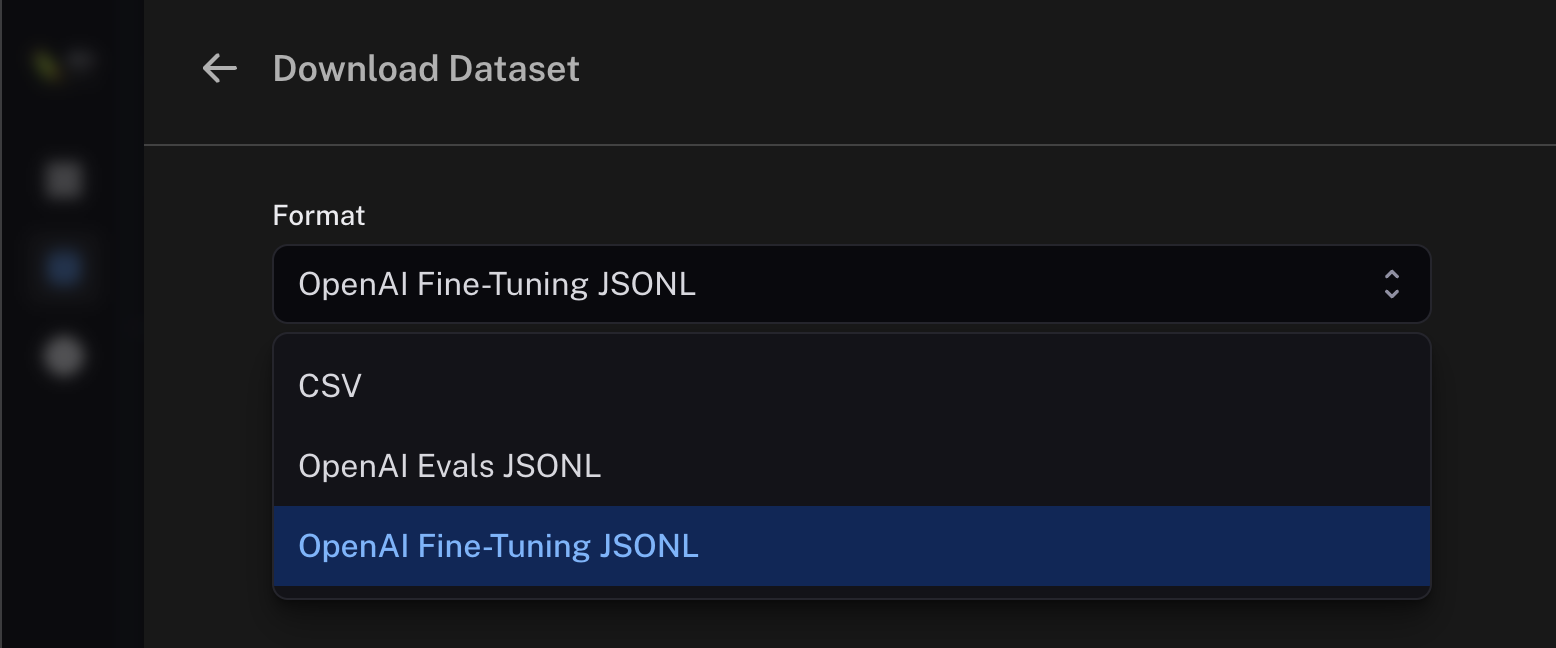 Download Dataset
Format
OpenAI Fine-Tuning JSONL
CSV
OpenAI Evals JSONL
OpenAI Fine-Tuning JSONL